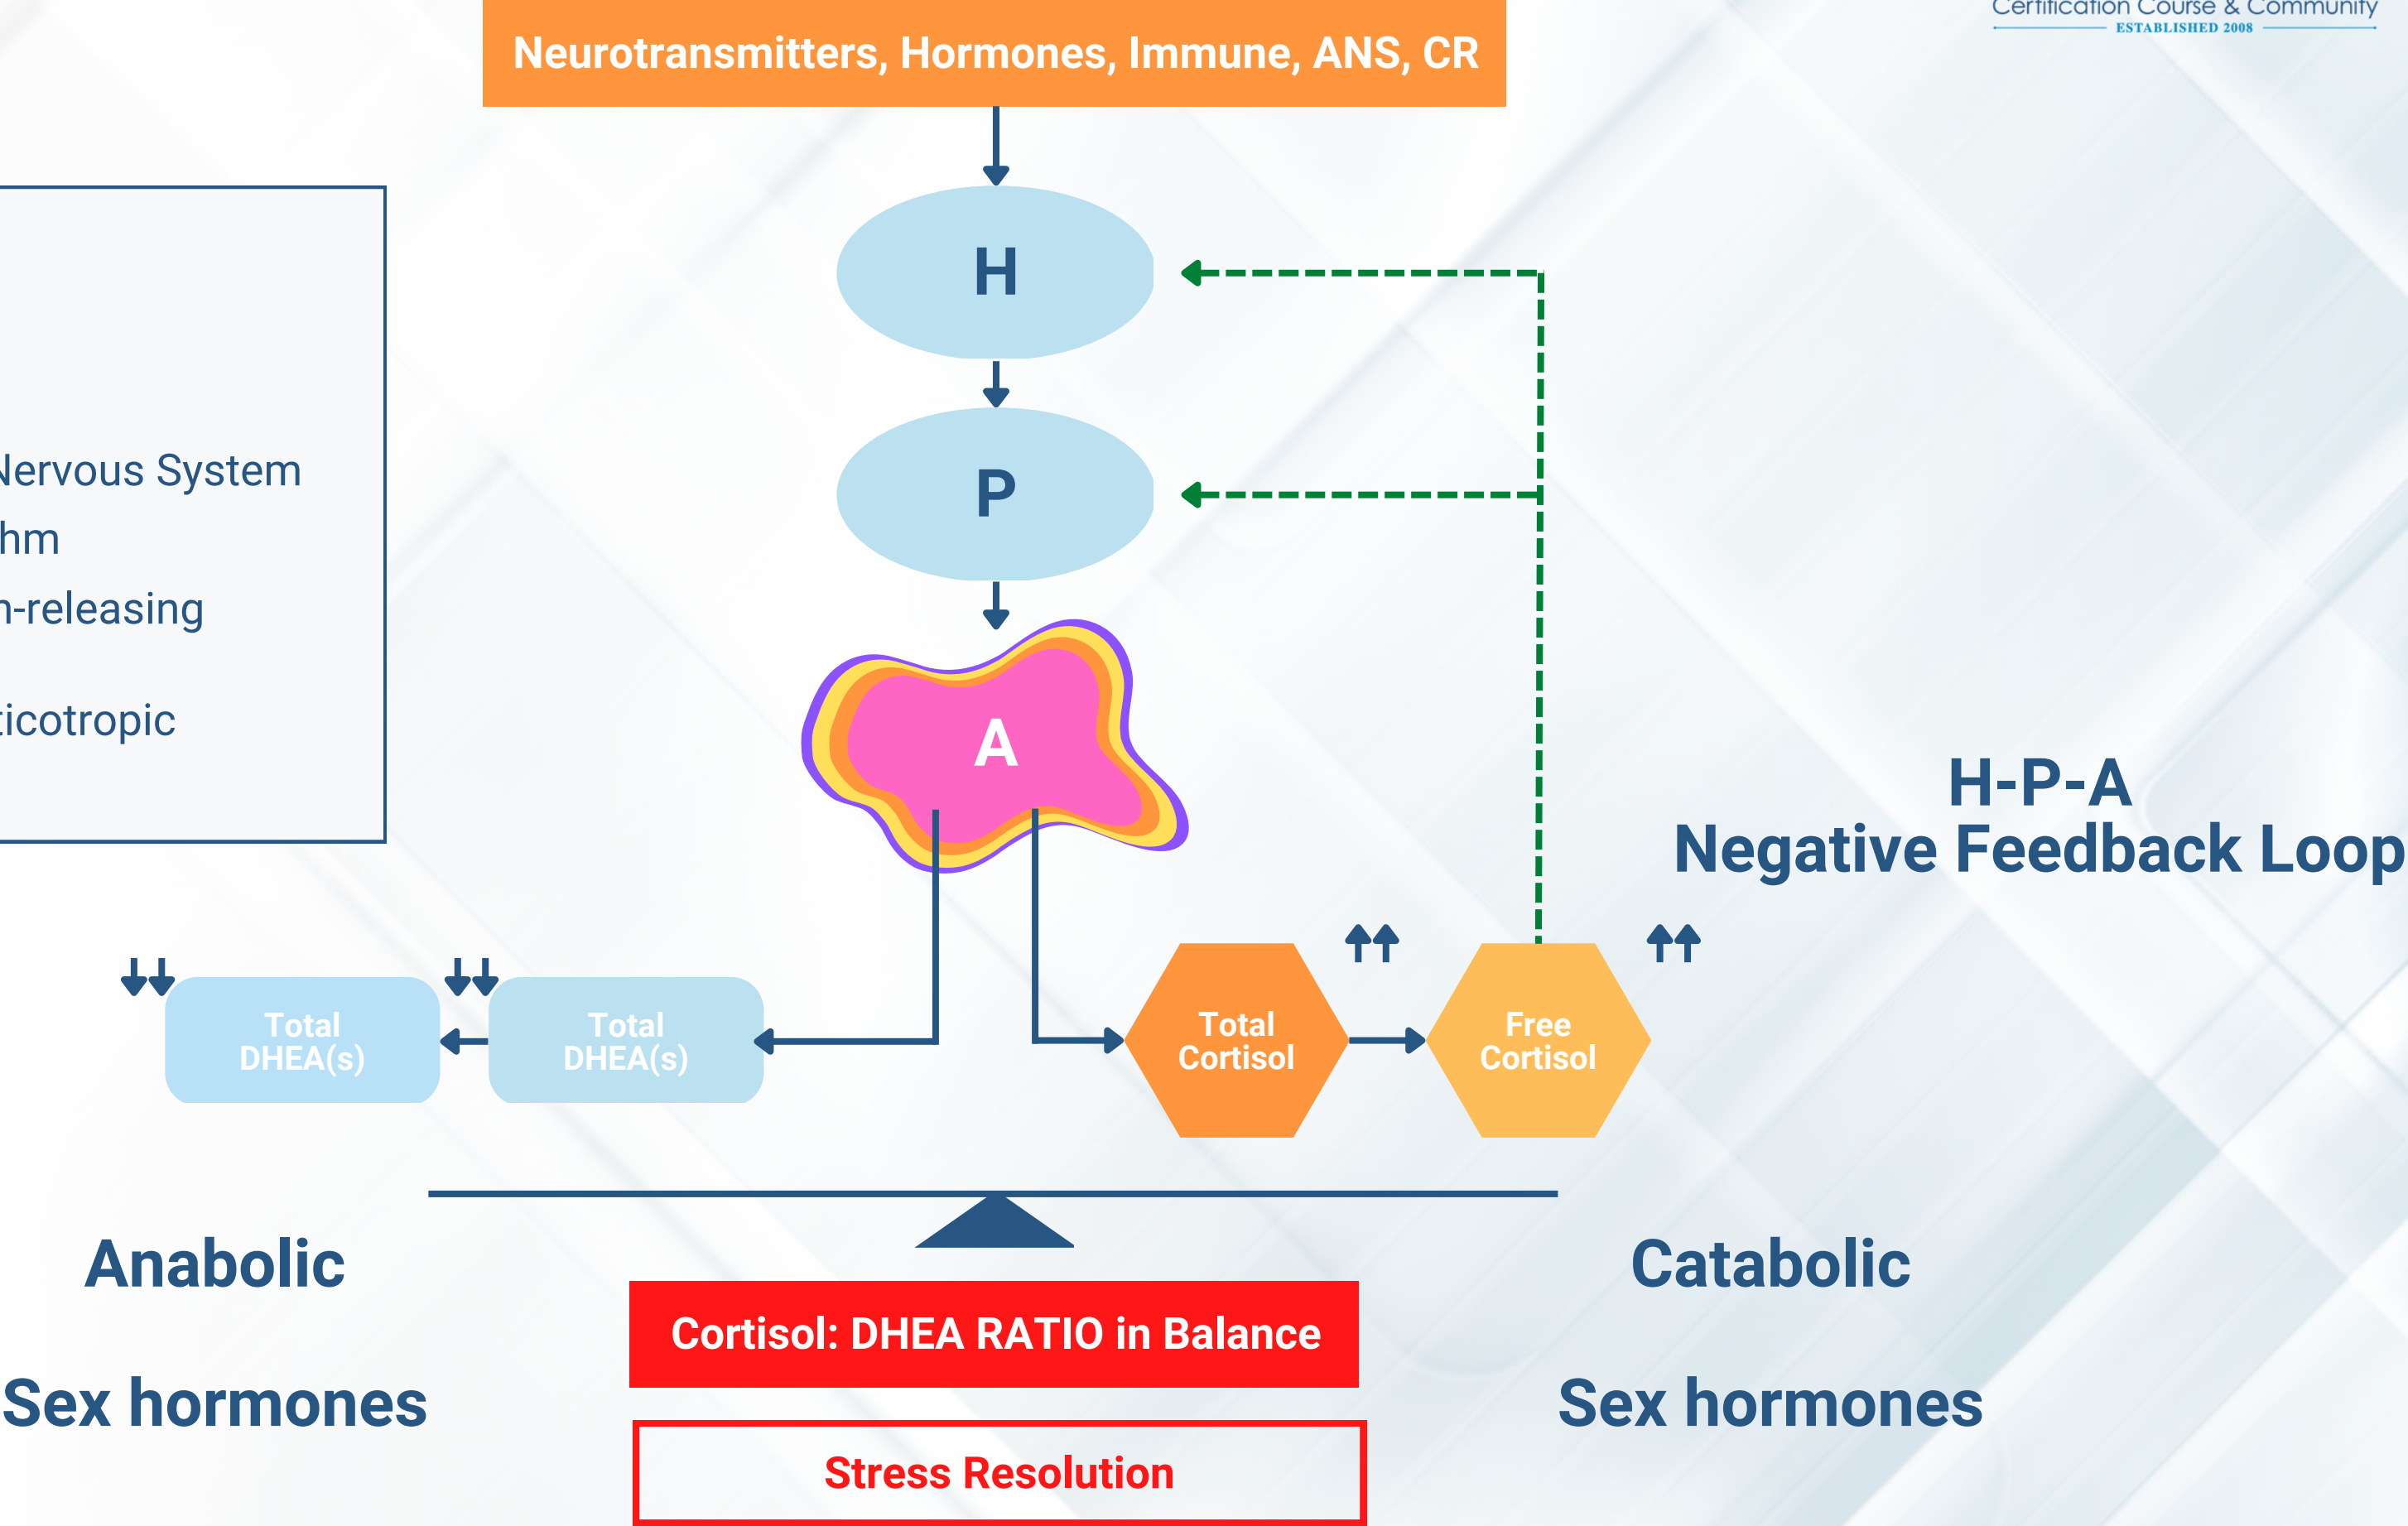 Certification Course & Community
ESTABLISHED 2008
Neurotransmitters, Hormones, Immune, ANS, CR
H
Nervous System
hm
P
n-releasing
ticotropic
A
H-P-A
Negative Feedback Loop
Total
DHEA(s)
Total
DHEA(s)
Total
Cortisol
Free
Cortisol
Anabolic
Catabolic
Cortisol: DHEA RATIO in Balance
Sex hormones
Sex hormones
Stress Resolution